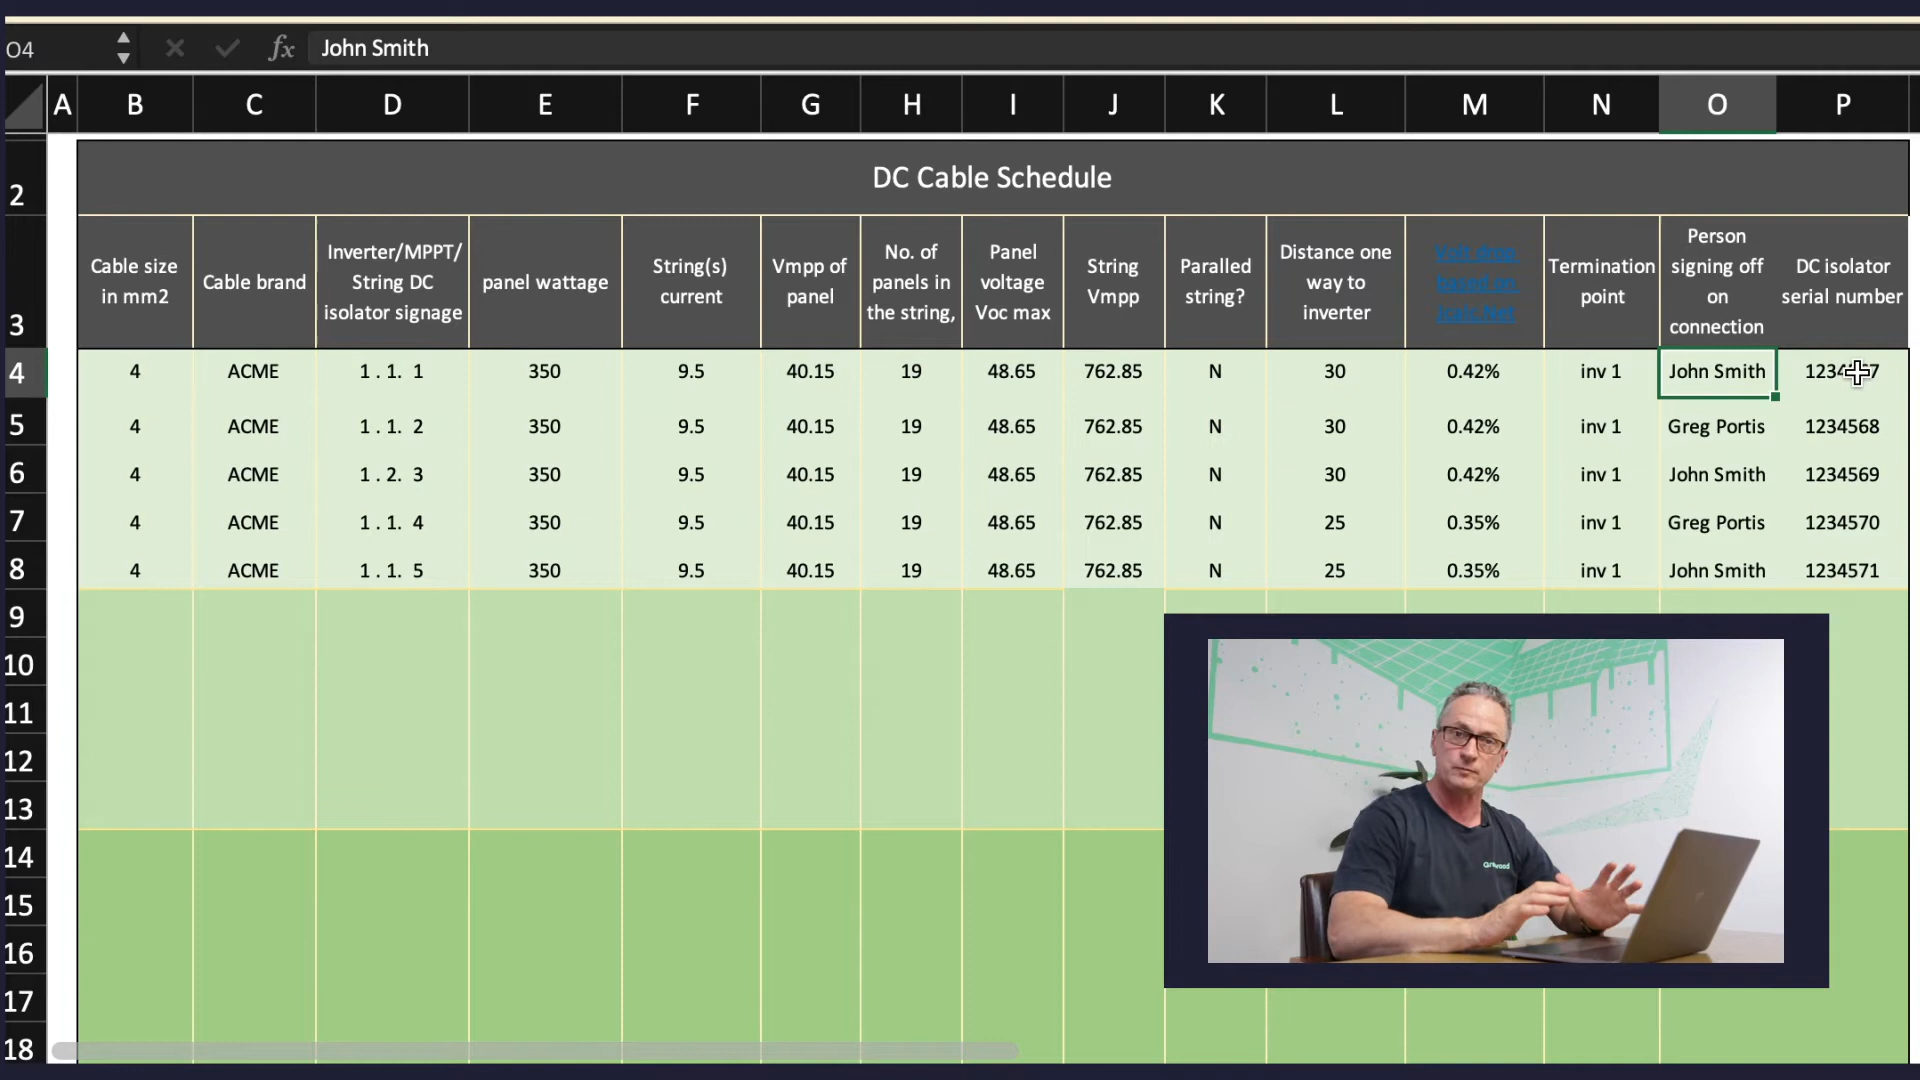 O4 fx John Smith
A B C D E F G H I J K L M N O P
2 DC Cable Schedule
3
Cable size in mm2
Cable brand
Inverter/MPPT/ String DC isolator signage
panel wattage
String(s) current
Vmpp of panel
No. of panels in the string,
Panel voltage Voc max
String Vmpp
Paralled string?
Distance one way to inverter
Volt drop based on Jcalc.Net
Termination point
Person signing off on connection
DC isolator serial number
4 4 ACME 1 . 1. 1 350 9.5 40.15 19 48.65 762.85 N 30 0.42% inv 1 John Smith
5 4 ACME 1 . 1. 2 350 9.5 40.15 19 48.65 762.85 N 30 0.42% inv 1 Greg Portis 1234568
6 4 ACME 1 . 2. 3 350 9.5 40.15 19 48.65 762.85 N 30 0.42% inv 1 John Smith 1234569
7 4 ACME 1 . 1. 4 350 9.5 40.15 19 48.65 762.85 N 25 0.35% inv 1 Greg Portis 1234570
8 4 ACME 1 . 1. 5 350 9.5 40.15 19 48.65 762.85 N 25 0.35% inv 1 John Smith 1234571
9
10
11
12
13
14
15
16
17
18